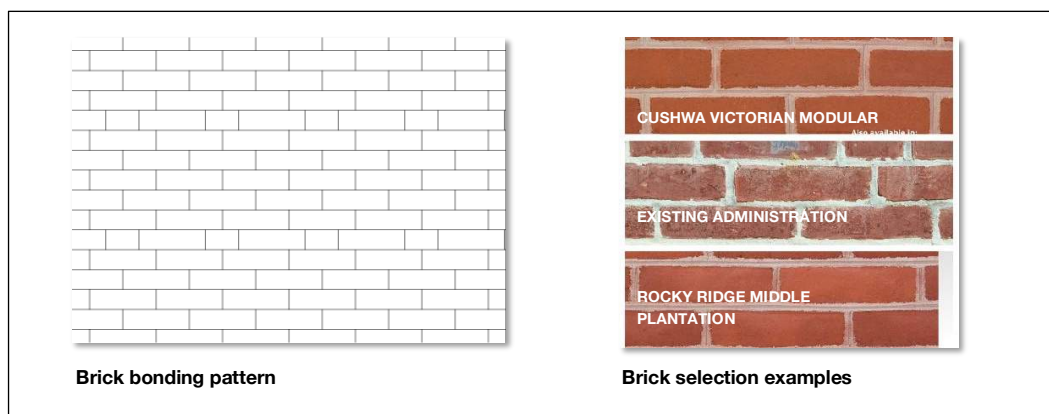 CUSHWA VICTORIAN MODULAR
Also available in:
EXISTING ADMINISTRATION
ROCKY RIDGE MIDDLE
PLANTATION
Brick bonding pattern
Brick selection examples